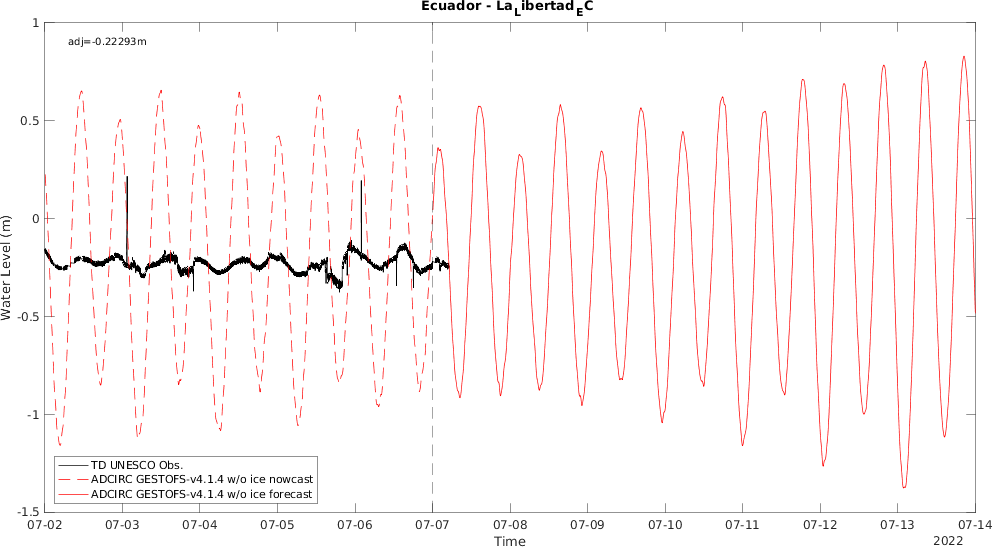 Ecuador - LaLibertadEC
adj=-0.22293m
1
0.5
0
-0.5
-1
-1.5
Water Level (m)
TD UNESCO Obs.
ADCIRC GESTOFS-v4.1.4 w/o ice nowcast
ADCIRC GESTOFS-v4.1.4 w/o ice forecast
07-02 07-03 07-04 07-05 07-06 07-07 07-08 07-09 07-10 07-11 07-12 07-13 07-14
Time
2022